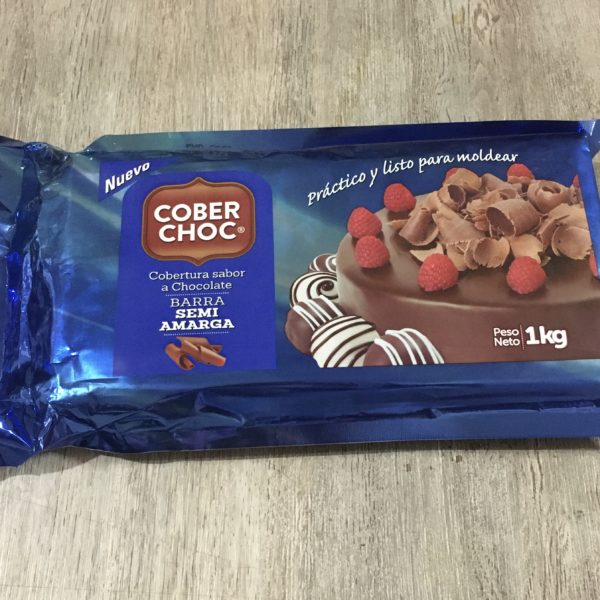 Nuevo
Práctico y listo para moldear
COBER
CHOC®
Cobertura sabor
a Chocolate
BARRA
SEMI
AMARGA
Peso
Neto
1kg